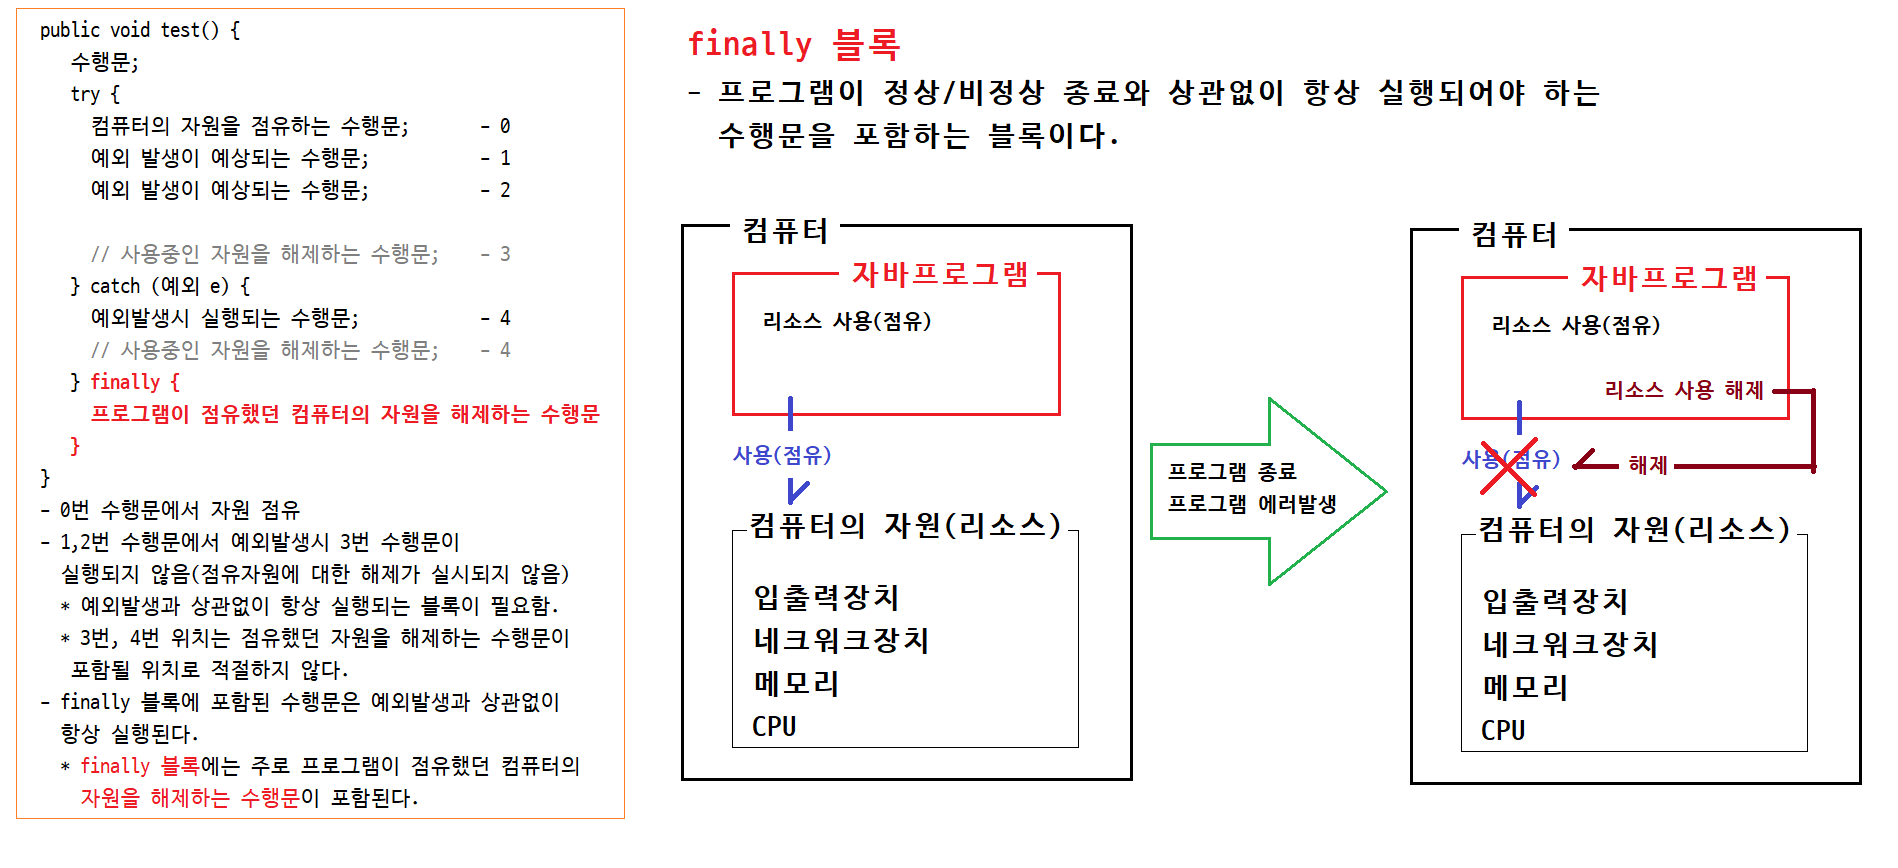 public void test() {
수행문;
try {
컴퓨터의 자원을 점유하는 수행문; - 0
예외 발생이 예상되는 수행문; - 1
예외 발생이 예상되는 수행문; - 2
// 사용중인 자원을 해제하는 수행문; - 3
} catch (예외 e) {
예외발생시 실행되는 수행문; - 4
// 사용중인 자원을 해제하는 수행문; - 4
} finally {
프로그램이 점유했던 컴퓨터의 자원을 해제하는 수행문
}
}
- 0번 수행문에서 자원 점유
- 1,2번 수행문에서 예외발생시 3번 수행문이
실행되지 않음(점유자원에 대한 해제가 실시되지 않음)
* 예외발생과 상관없이 항상 실행되는 블록이 필요함.
* 3번, 4번 위치는 점유했던 자원을 해제하는 수행문이
포함될 위치로 적절하지 않다.
- finally 블록에 포함된 수행문은 예외발생과 상관없이
항상 실행된다.
* finally 블록에는 주로 프로그램이 점유했던 컴퓨터의
자원을 해제하는 수행문이 포함된다.
finally 블록
- 프로그램이 정상/비정상 종료와 상관없이 항상 실행되어야 하는
수행문을 포함하는 블록이다.
컴퓨터
자바프로그램
리소스 사용(점유)
사용(점유)
컴퓨터의 자원(리소스)
입출력장치
네크워크장치
메모리
CPU
프로그램 종료
프로그램 에러발생
컴퓨터
자바프로그램
리소스 사용(점유)
리소스 사용 해제
사용(점유)
해제
컴퓨터의 자원(리소스)
입출력장치
네크워크장치
메모리
CPU